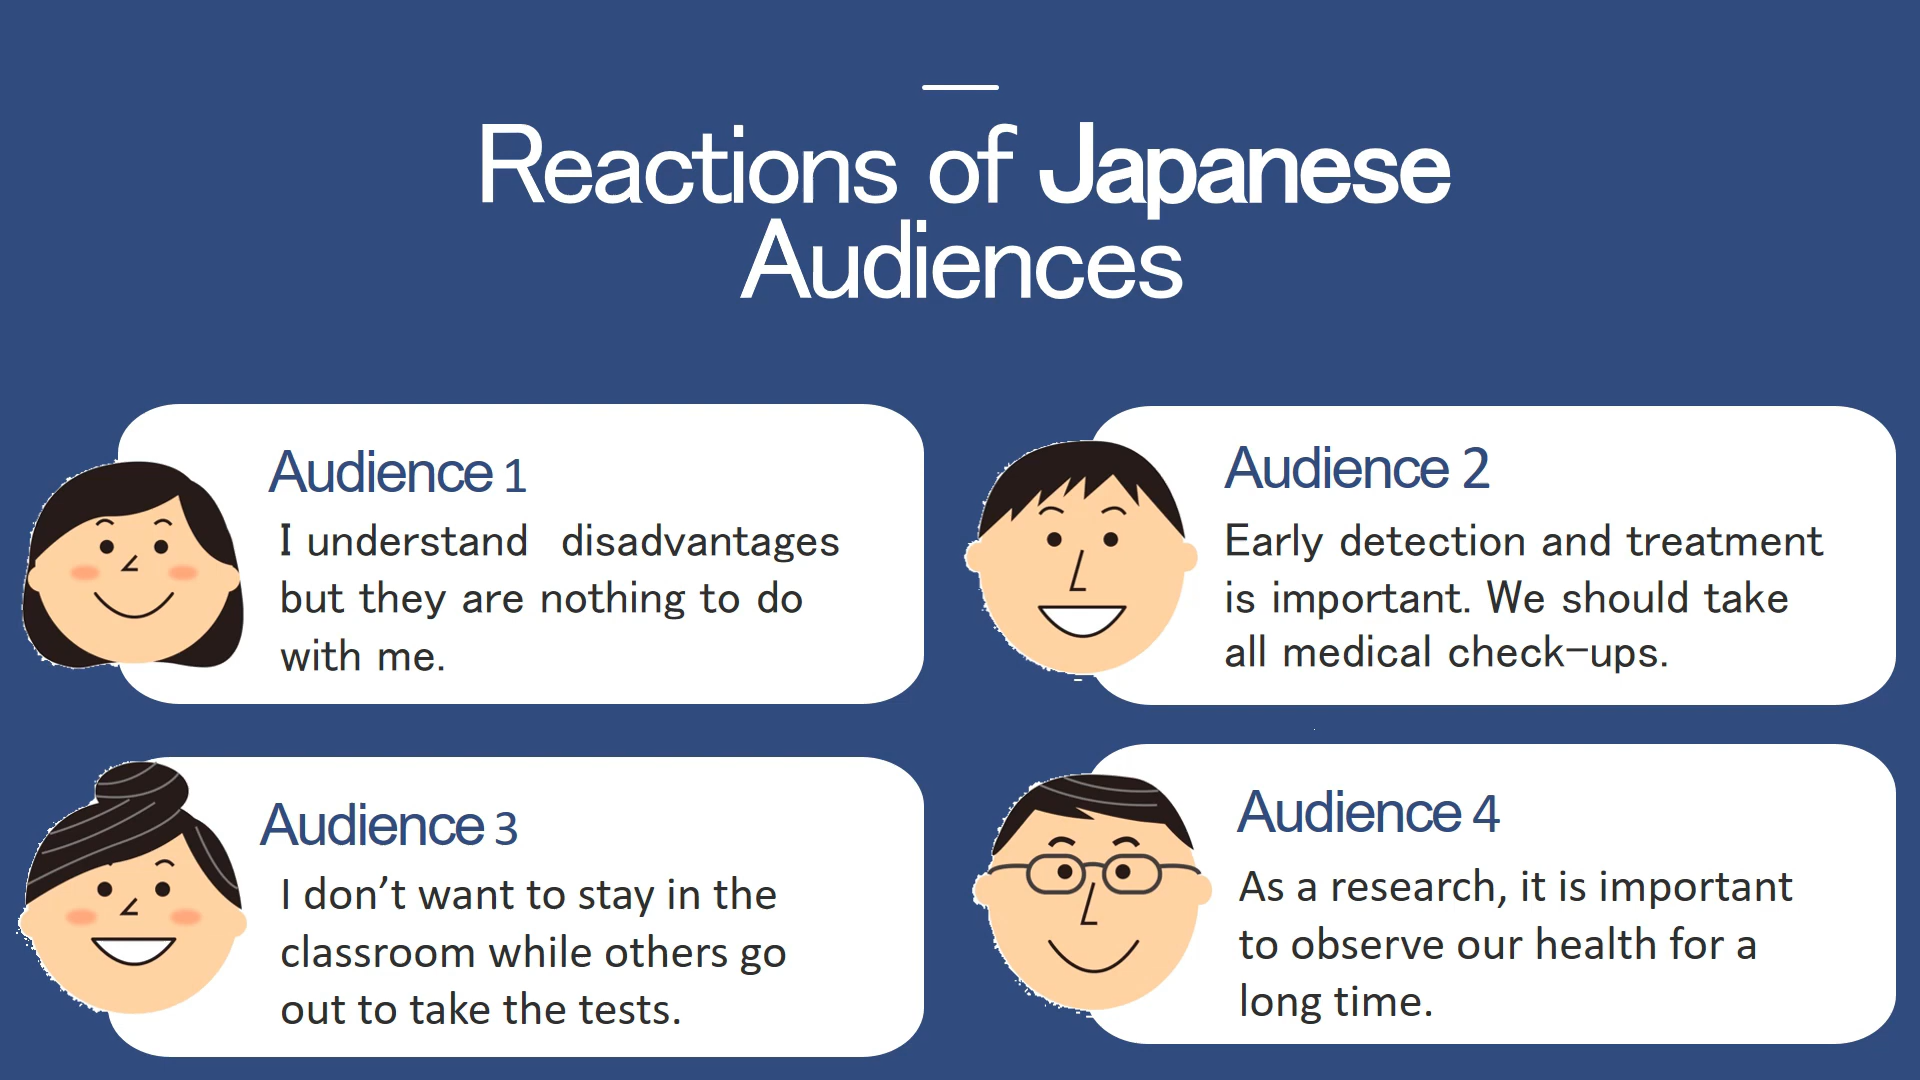 Reactions of Japanese
Audiences
Audience 1
I understand disadvantages
but they are nothing to do
with me.
Audience 2
Early detection and treatment
is important. We should take
all medical check-ups.
Audience 3
I don’t want to stay in the
classroom while others go
out to take the tests.
Audience 4
As a research, it is important
to observe our health for a
long time.